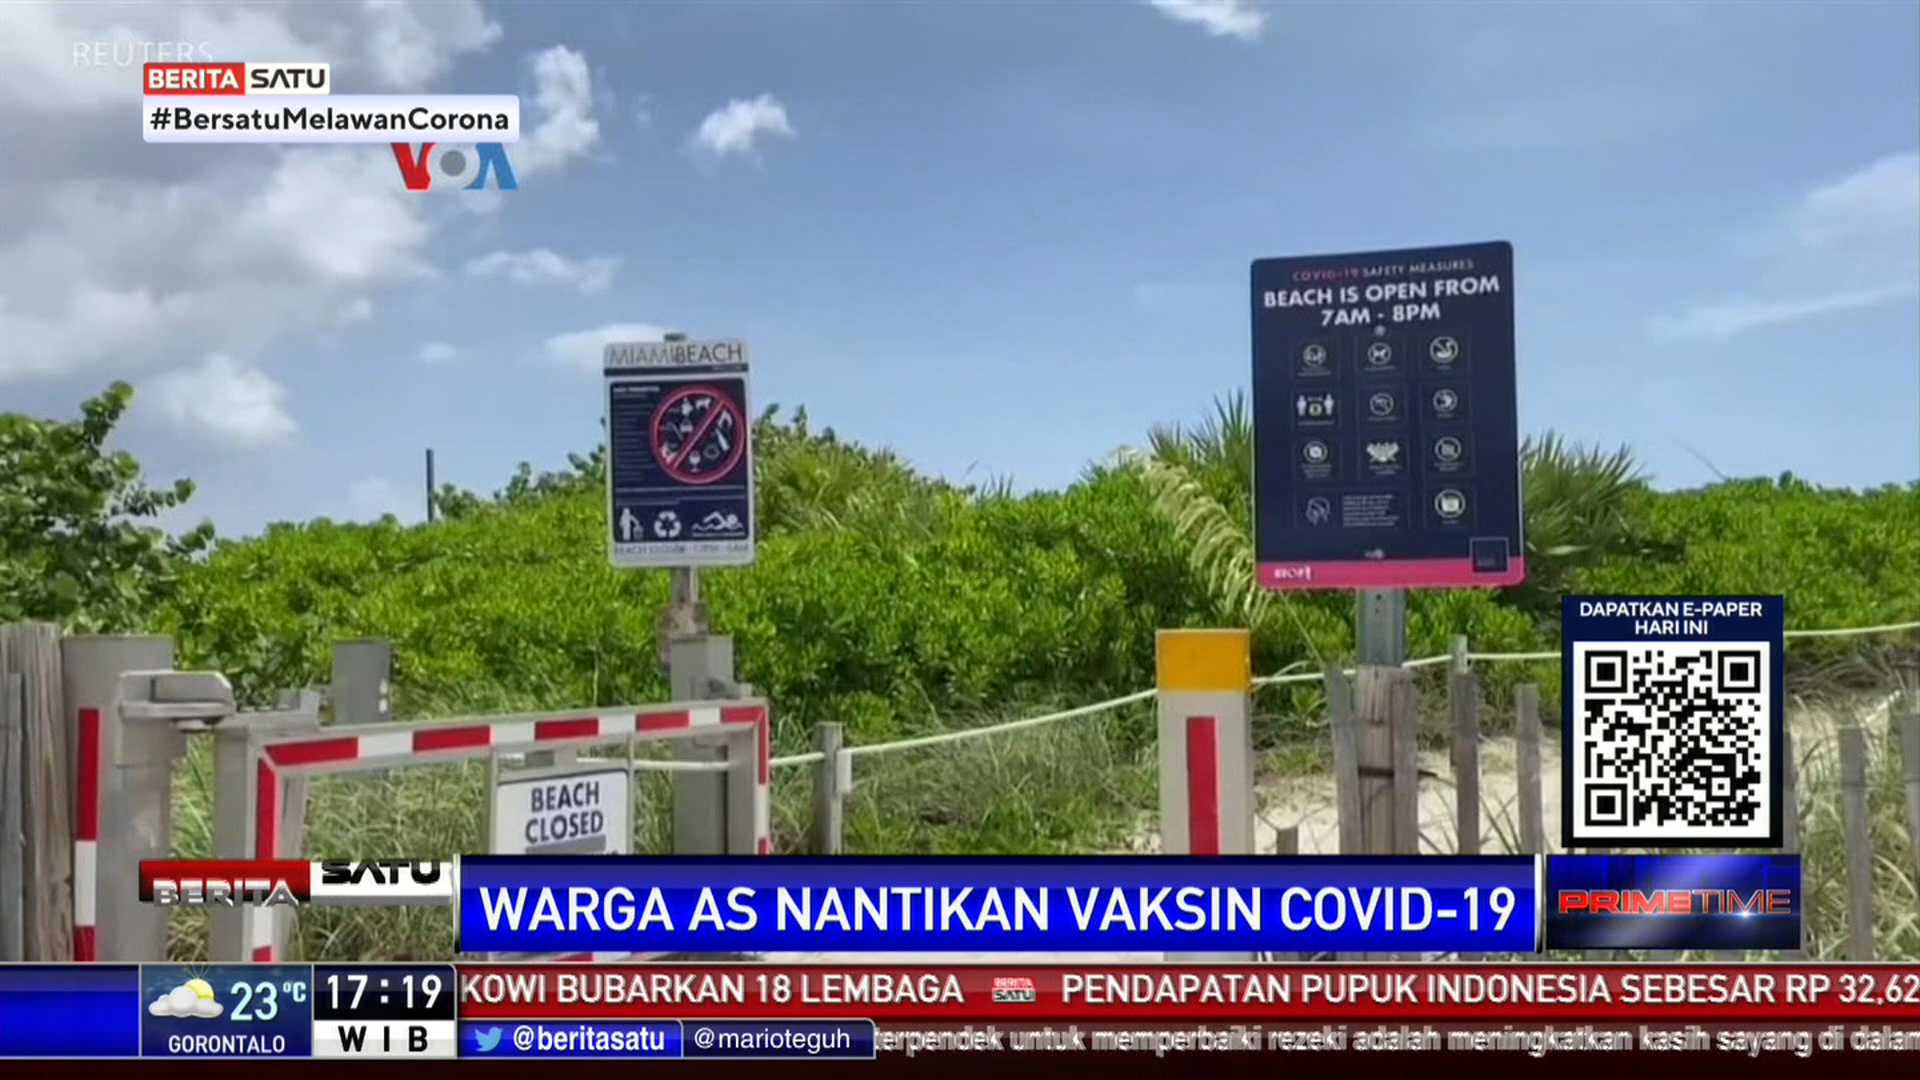 REUTERS
BERITA SATU
#BersatuMelawanCorona
VOA
COVID-19 SAFETY MEASURES
BEACH IS OPEN FROM
7AM - 8PM
MIAMIBEACH
BEACH
CLOSED
DAPATKAN E-PAPER
HARI INI
BERITA SATU
WARGA AS NANTIKAN VAKSIN COVID-19
PRIMETIME
23°C
GORONTALO
17:19
WIB
KOWI BUBARKAN 18 LEMBAGA BERITA SATU PENDAPATAN PUPUK INDONESIA SEBESAR RP 32,62
@beritasatu
@marioteguh
terpendek untuk memperbaiki rezeki adalah meningkatkan kasih sayang di dalam